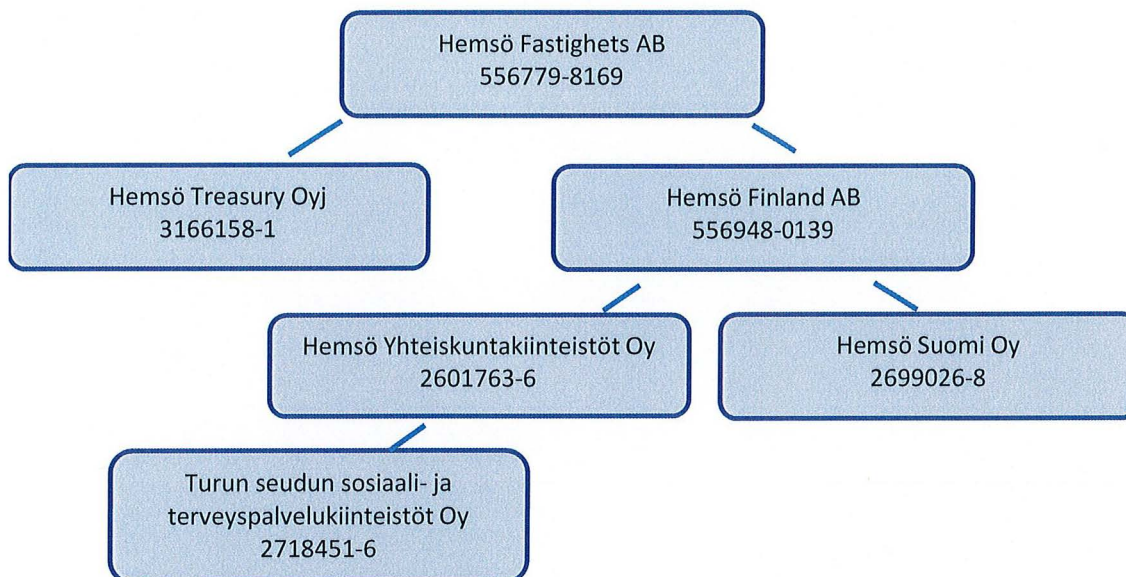 Hemsö Fastighets AB
556779-8169
Hemsö Treasury Oyj
3166158-1
Hemsö Finland AB
556948-0139
Hemsö Yhteiskuntakiinteistöt Oy
2601763-6
Hemsö Suomi Oy
2699026-8
Turun seudun sosiaali- ja
terveyspalvelukiinteistöt Oy
2718451-6